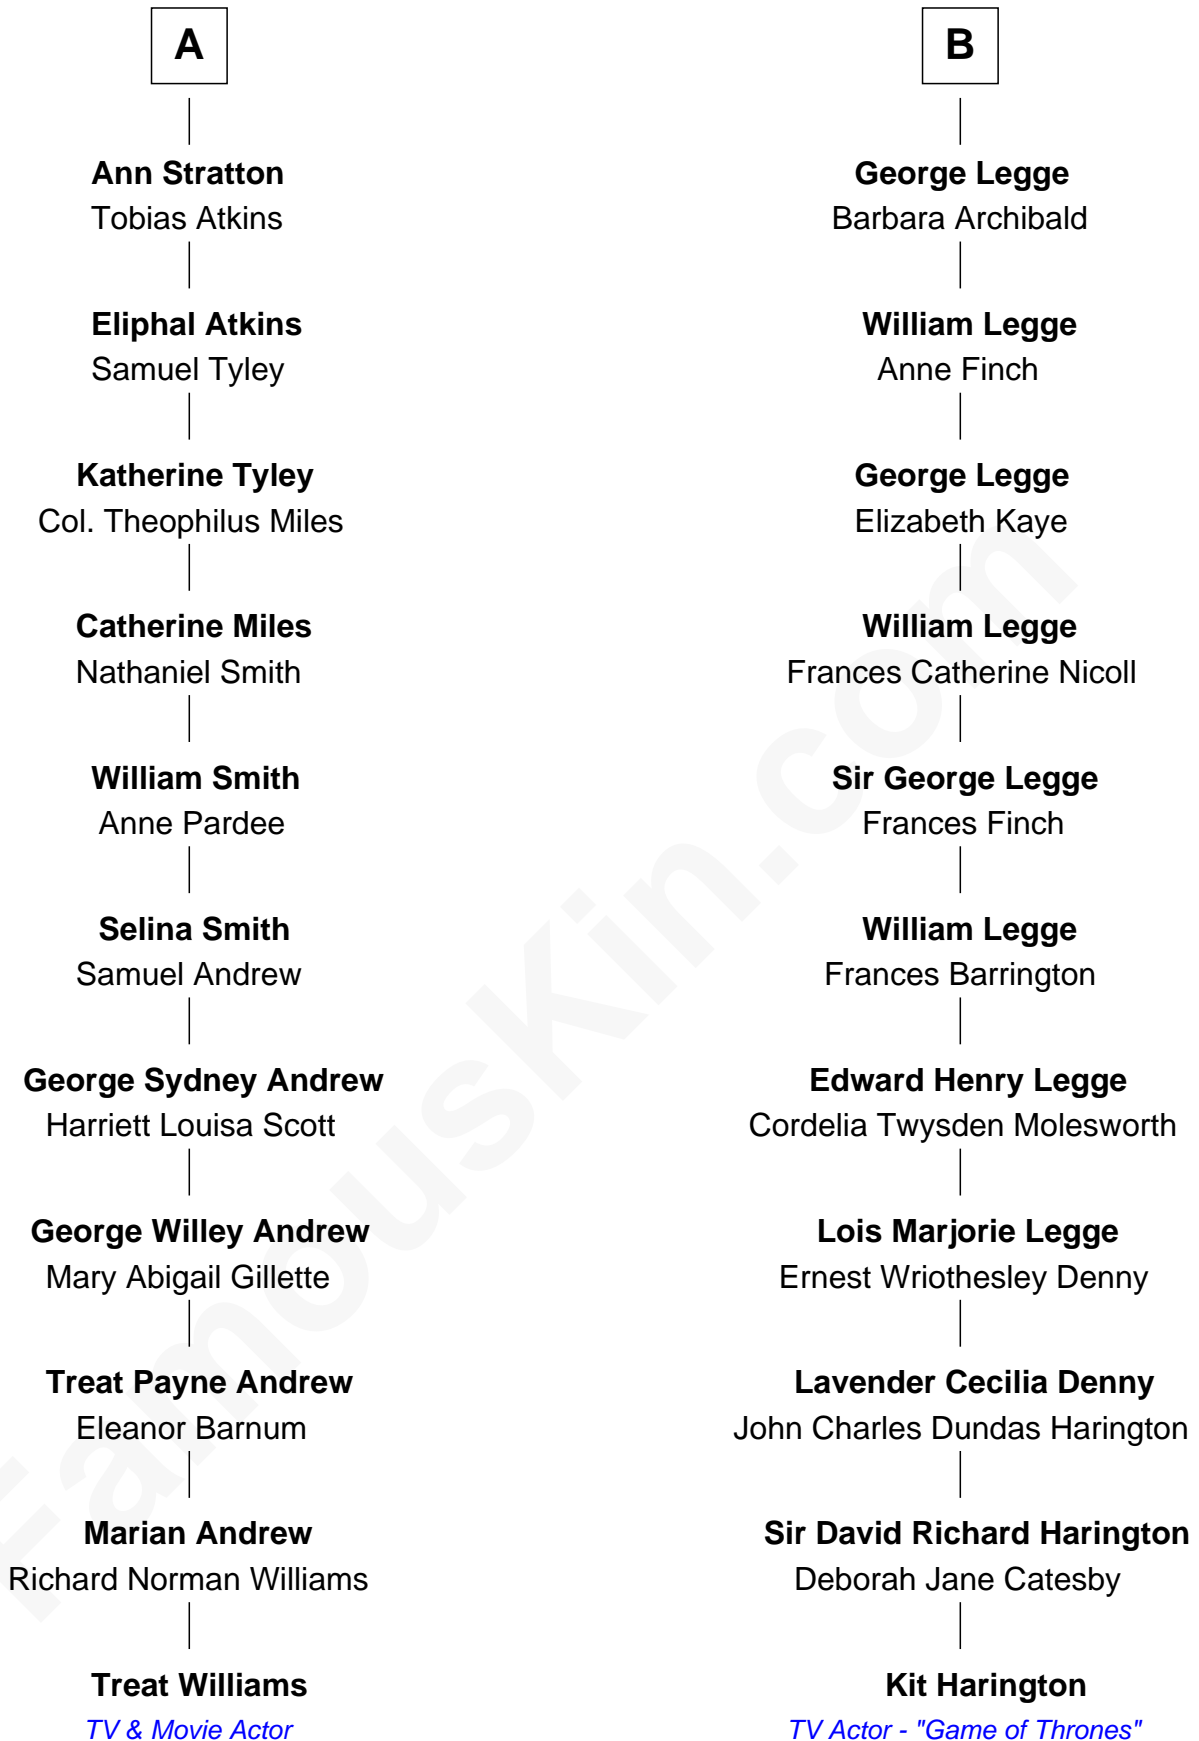 A
Ann Stratton
Tobias Atkins
Eliphal Atkins
Samuel Tyley
Katherine Tyley
Col. Theophilus Miles
Catherine Miles
Nathaniel Smith
William Smith
Anne Pardee
Selina Smith
Samuel Andrew
George Sydney Andrew
Harriett Louisa Scott
George Willey Andrew
Mary Abigail Gillette
Treat Payne Andrew
Eleanor Barnum
Marian Andrew
Richard Norman Williams
Treat Williams
TV & Movie Actor
B
George Legge
Barbara Archibald
William Legge
Anne Finch
George Legge
Elizabeth Kaye
William Legge
Frances Catherine Nicoll
Sir George Legge
Frances Finch
William Legge
Frances Barrington
Edward Henry Legge
Cordelia Twysden Molesworth
Lois Marjorie Legge
Ernest Wriothesley Denny
Lavender Cecilia Denny
John Charles Dundas Harington
Sir David Richard Harington
Deborah Jane Catesby
Kit Harington
TV Actor - "Game of Thrones"
FamousKin.com